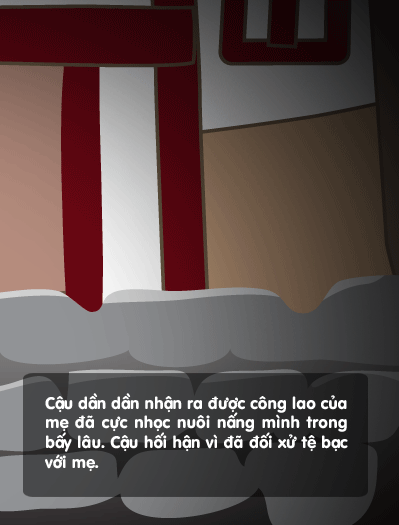 Cậu dần dần nhận ra được công lao của
mẹ đã cực nhọc nuôi nấng mình trong
bấy lâu. Cậu hối hận vì đã đối xử tệ bạc
với mẹ.